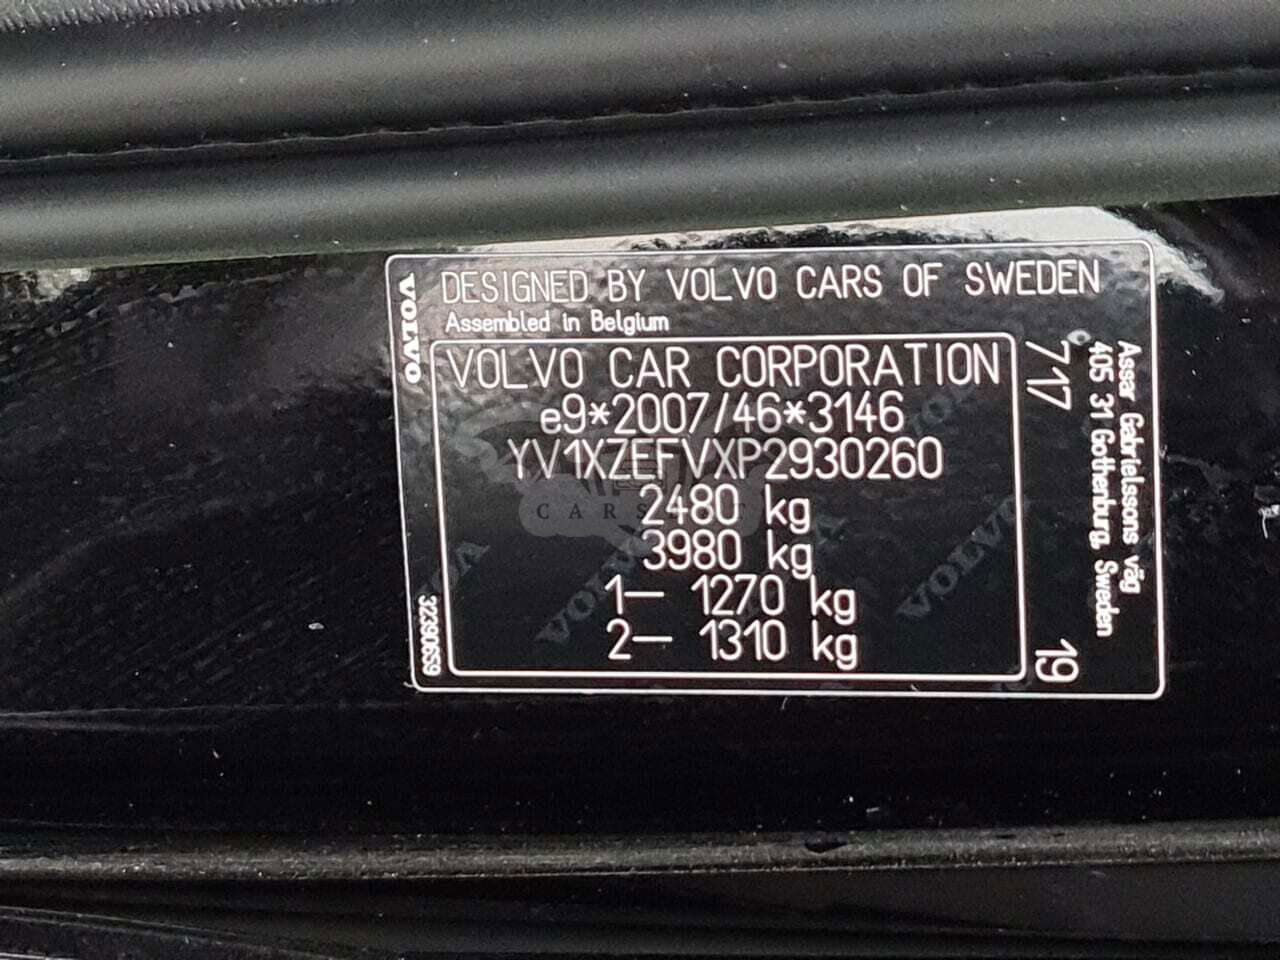 DESIGNED BY VOLVO CARS OF SWEDEN
Assembled in Belgium
VOLVO
VOLVO CAR CORPORATION
e9*2007/46*3146
YV1XZEFVXP2930260
2480 kg
3980 kg
1– 1270 kg
2– 1310 kg
32390659
717
19
Assar Gabrielssons väg
405 31 Gothenburg, Sweden
VOLVO
VOLVO